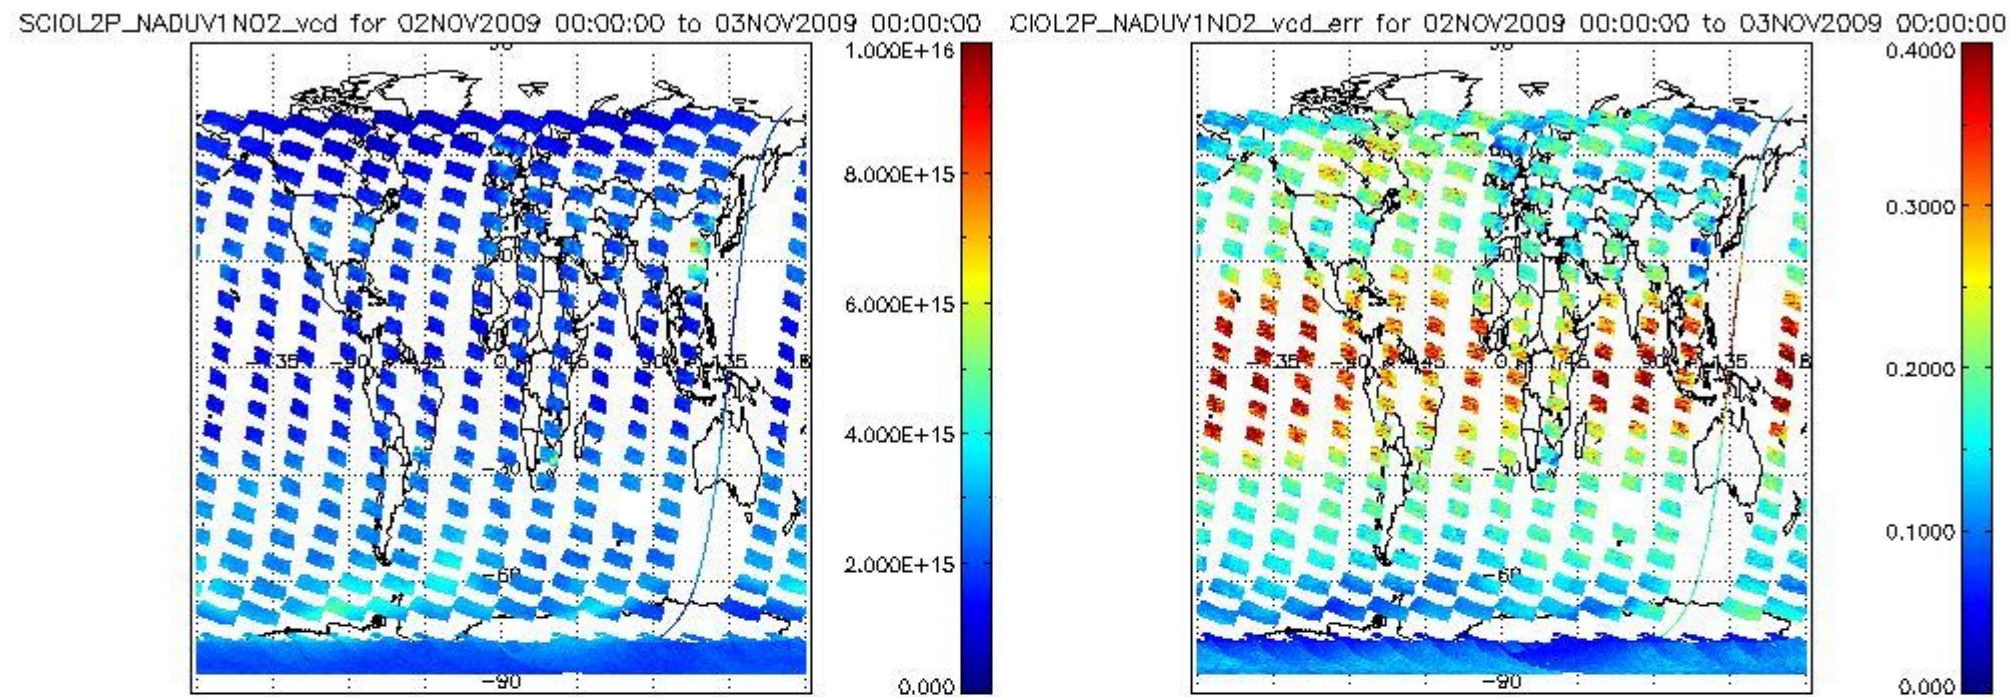 SCIOL2P_NADUV1NO2_vcd for 02NOV2009 00:00:00 to 03NOV2009 00:00:00
CIOL2P_NADUV1NO2_vcd_err for 02NOV2009 00:00:00 to 03NOV2009 00:00:00
1.000E+16
8.000E+15
6.000E+15
4.000E+15
2.000E+15
0.000
-30
-60
-90
0.4000
0.3000
0.2000
0.1000
0.000
-30
-60
-90